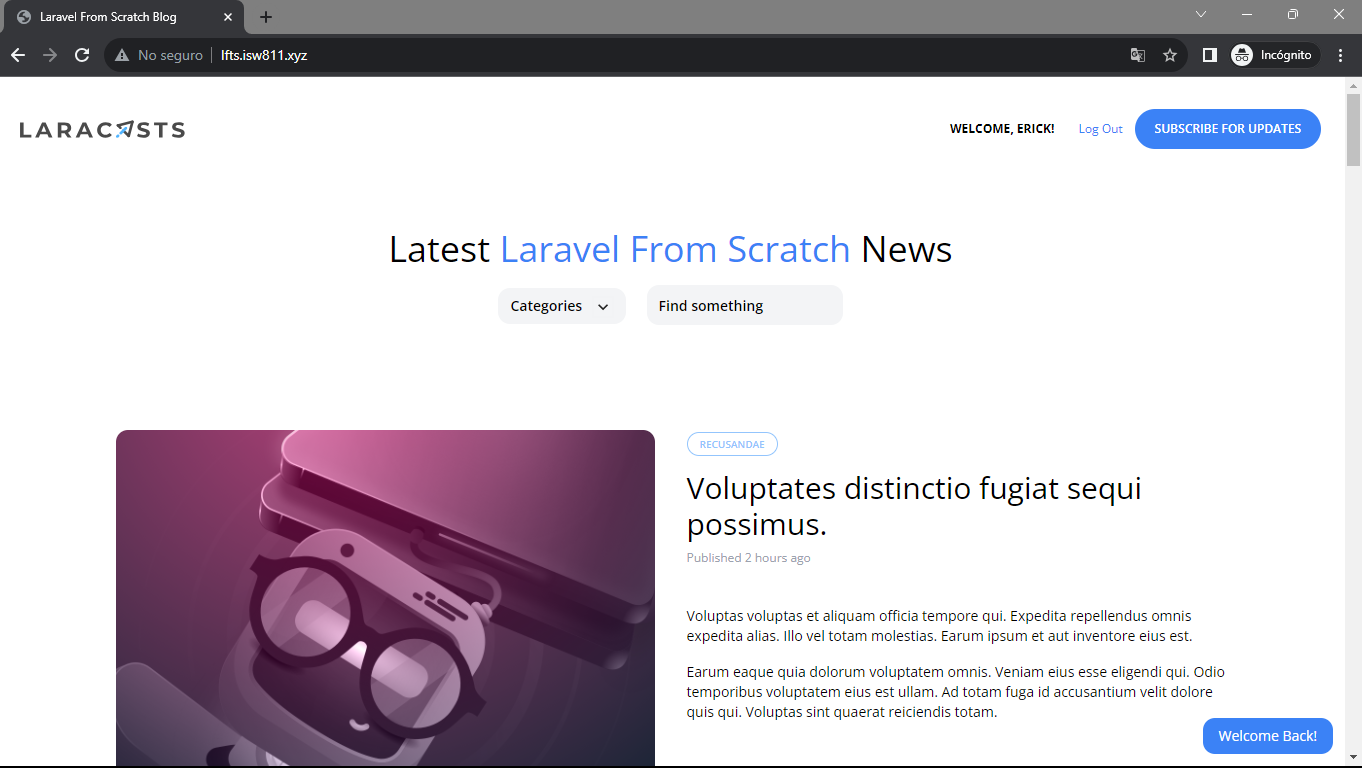 Laravel From Scratch Blog
No seguro lfts.isw811.xyz Incógnito
LARACASTS
WELCOME, ERICK! Log Out SUBSCRIBE FOR UPDATES
Latest Laravel From Scratch News
Categories Find something
RECUSANDAE
Voluptates distinctio fugiat sequi
possimus.
Published 2 hours ago
Voluptas voluptas et aliquam officia tempore qui. Expedita repellendus omnis
expedita alias. Illo vel totam molestias. Earum ipsum et aut inventore eius est.
Earum eaque quia dolorum voluptatem omnis. Veniam eius esse eligendi qui. Odio
temporibus voluptatem eius est ullam. Ad totam fuga id accusantium velit dolore
quis qui. Voluptas sint quaerat reiciendis totam.
Welcome Back!